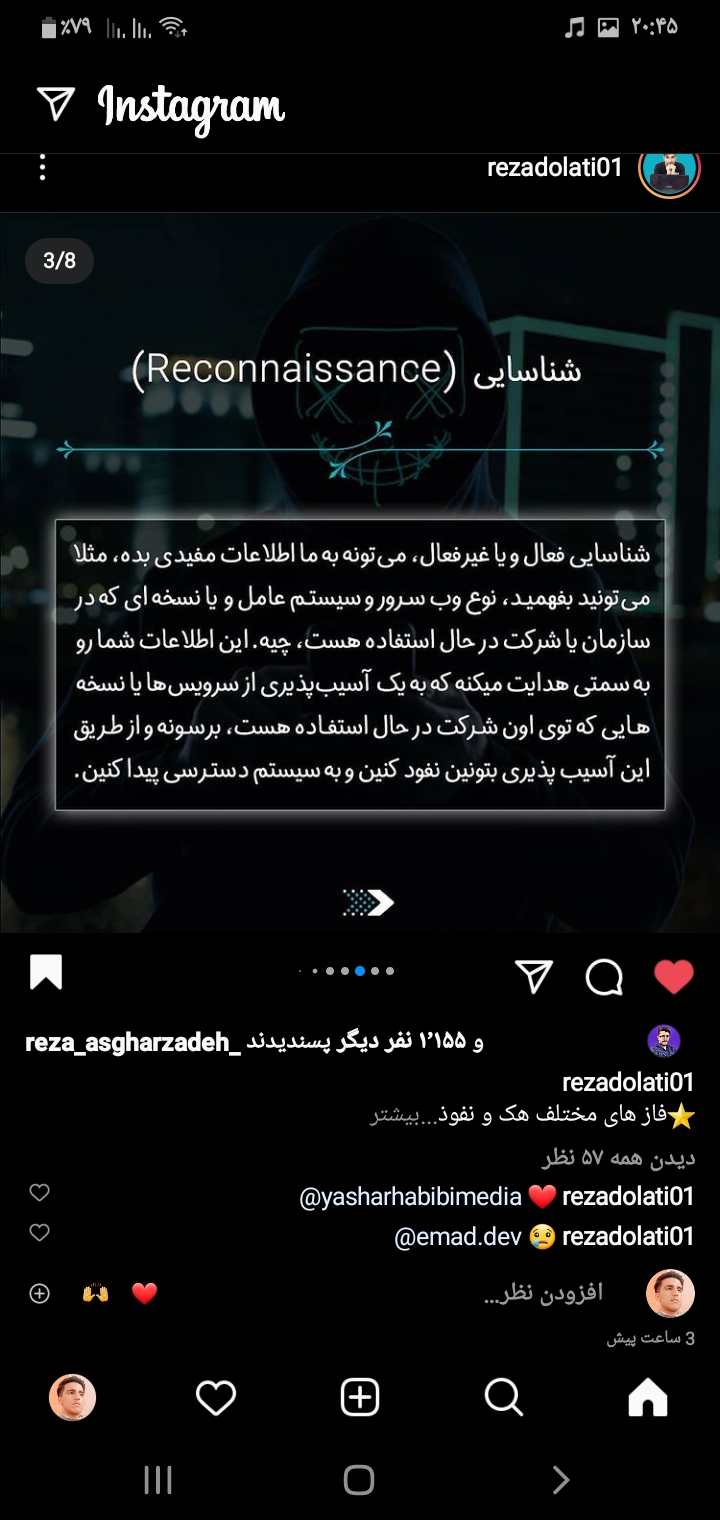 ٪۷۹
۲۰:۴۵
Instagram
rezadolati01
3/8
شناسایی (Reconnaissance)
شناسایی فعال و یا غیرفعال، می‌تونه به ما اطلاعات مفیدی بده، مثلا
می‌تونید بفهمید، نوع وب سرور و سیستم عامل و یا نسخه ای که در
سازمان یا شرکت در حال استفاده هست، چیه. این اطلاعات شما رو
به سمتی هدایت میکنه که به یک آسیب‌پذیری از سرویس‌ها یا نسخه
هایی که توی اون شرکت در حال استفاده هست، برسونه و از طریق
این آسیب پذیری بتونین نفود کنین و به سیستم دسترسی پیدا کنین.
reza_asgharzadeh_ و ۱٬۱۵۵ نفر دیگر پسندیدند
rezadolati01
⭐فاز های مختلف هک و نفوذ...بیشتر
دیدن همه ۵۷ نظر
rezadolati01 ❤️ @yasharhabibimedia
rezadolati01 😢 @emad.dev
افزودن نظر...
❤️ 🙌
3 ساعت پیش